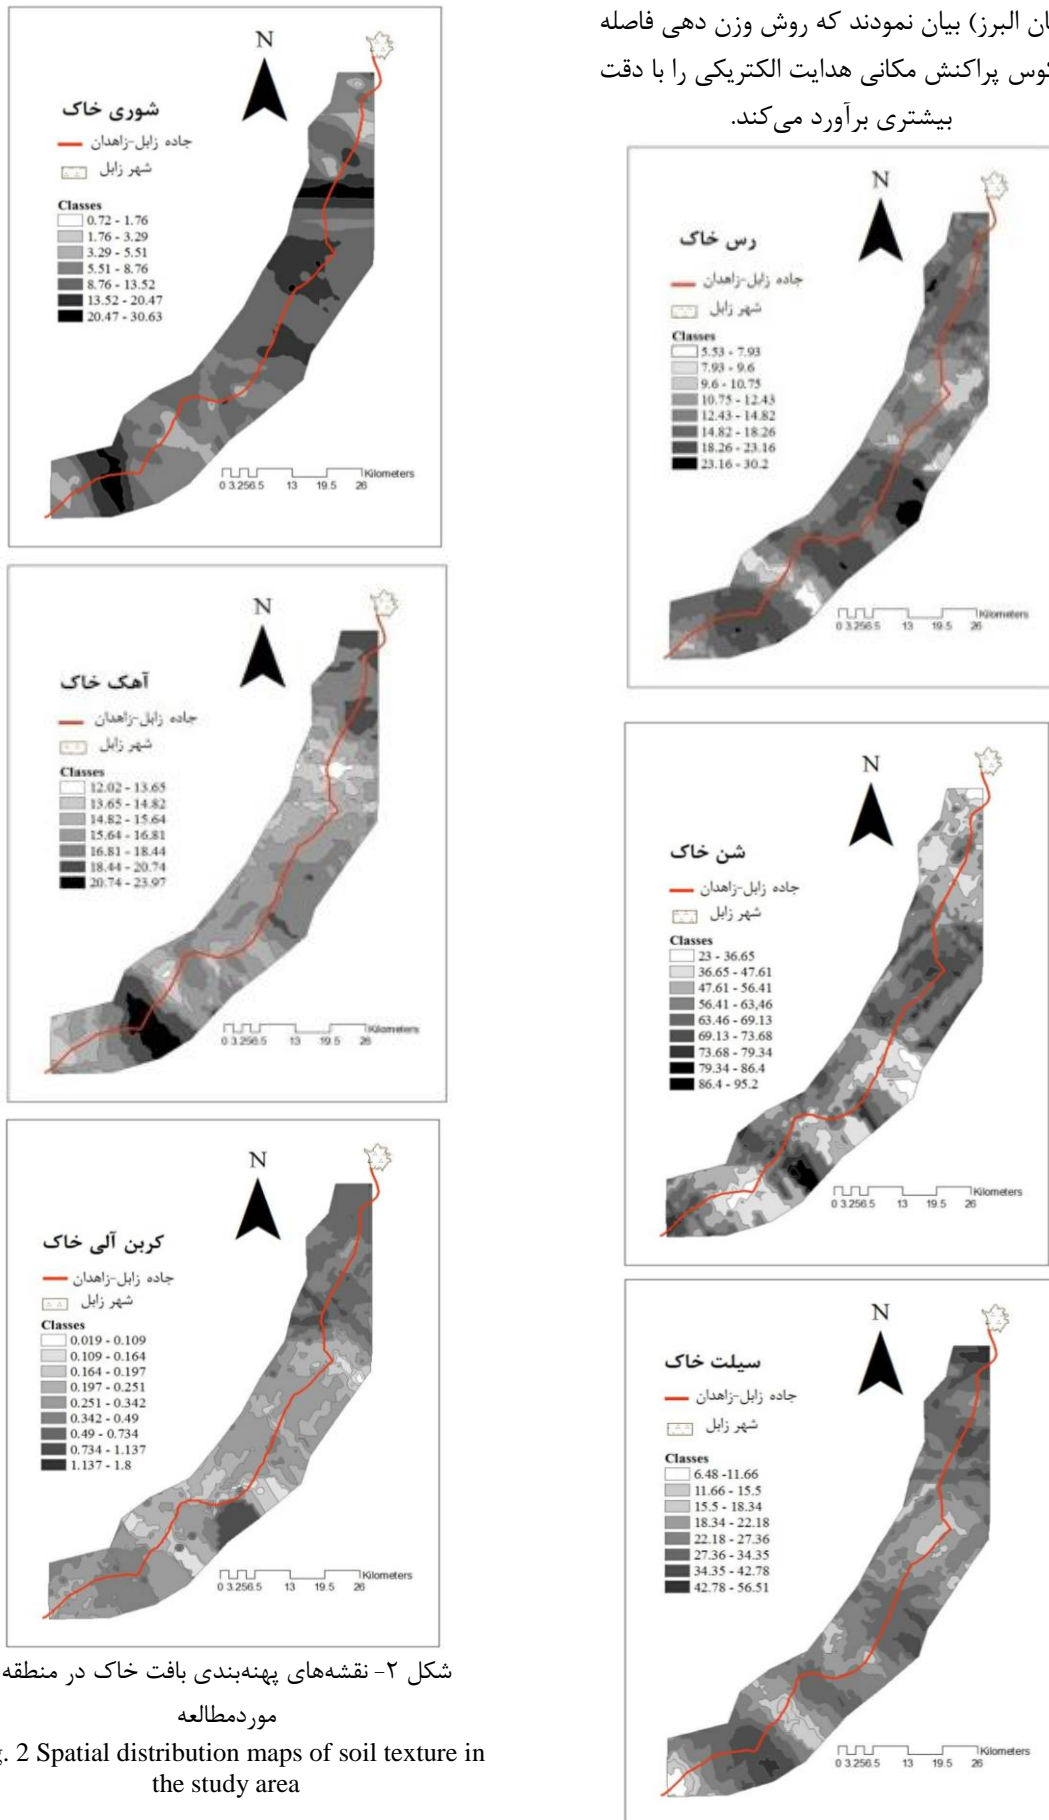 ان البرز) بیان نمودند که روش وزن دهی فاصله
کوس پراکنش مکانی هدایت الکتریکی را با دقت
بیشتری برآورد می‌کند.
N
رس خاک
جاده زابل-زاهدان
شهر زابل
Classes
5.53 - 7.93
7.93 - 9.6
9.6 - 10.75
10.75 - 12.43
12.43 - 14.82
14.82 - 18.26
18.26 - 23.16
23.16 - 30.2
Kilometers
0 3.256.5 13 19.5 26
N
شن خاک
جاده زابل-زاهدان
شهر زابل
Classes
23 - 36.65
36.65 - 47.61
47.61 - 56.41
56.41 - 63,46
63.46 - 69.13
69.13 - 73.68
73.68 - 79.34
79.34 - 86.4
86.4 - 95.2
Kilometers
0 3.256.5 13 19.5 26
N
سیلت خاک
جاده زابل-زاهدان
شهر زابل
Classes
6.48 -11.66
11.66 - 15.5
15.5 - 18.34
18.34 - 22.18
22.18 - 27.36
27.36 - 34.35
34.35 - 42.78
42.78 - 56.51
Kilometers
0 3.256.5 13 19.5 26
N
شوری خاک
جاده زابل-زاهدان
شهر زابل
Classes
0.72 - 1.76
1.76 - 3.29
3.29 - 5.51
5.51 - 8.76
8.76 - 13.52
13.52 - 20.47
20.47 - 30.63
Kilometers
0 3.256.5 13 19.5 26
N
آهک خاک
جاده زابل-زاهدان
شهر زابل
Classes
12.02 - 13.65
13.65 - 14.82
14.82 - 15.64
15.64 - 16.81
16.81 - 18.44
18.44 - 20.74
20.74 - 23.97
Kilometers
0 3.256.5 13 19.5 26
N
کربن آلی خاک
جاده زابل-زاهدان
شهر زابل
Classes
0.019 - 0.109
0.109 - 0.164
0.164 - 0.197
0.197 - 0.251
0.251 - 0.342
0.342 - 0.49
0.49 - 0.734
0.734 - 1.137
1.137 - 1.8
Kilometers
0 3.256.5 13 19.5 26
شکل ۲- نقشه‌های پهنه‌بندی بافت خاک در منطقه
موردمطالعه
g. 2 Spatial distribution maps of soil texture in
the study area